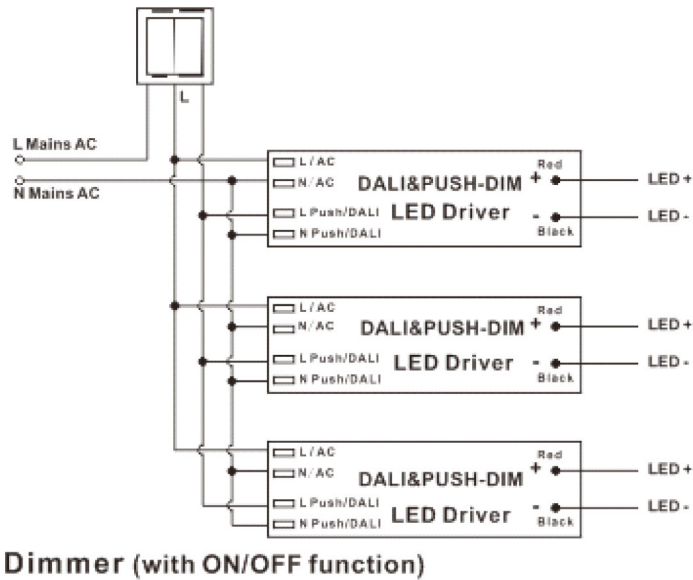 L
L Mains AC
N Mains AC
L/AC
N/AC
L Push/DALI
N Push/DALI
DALI&PUSH-DIM
LED Driver
Red
+
-
Black
LED +
LED -
L/AC
N/AC
L Push/DALI
N Push/DALI
DALI&PUSH-DIM
LED Driver
Red
+
-
Black
LED +
LED -
L/AC
N/AC
L Push/DALI
N Push/DALI
DALI&PUSH-DIM
LED Driver
Red
+
-
Black
LED +
LED -
Dimmer (with ON/OFF function)